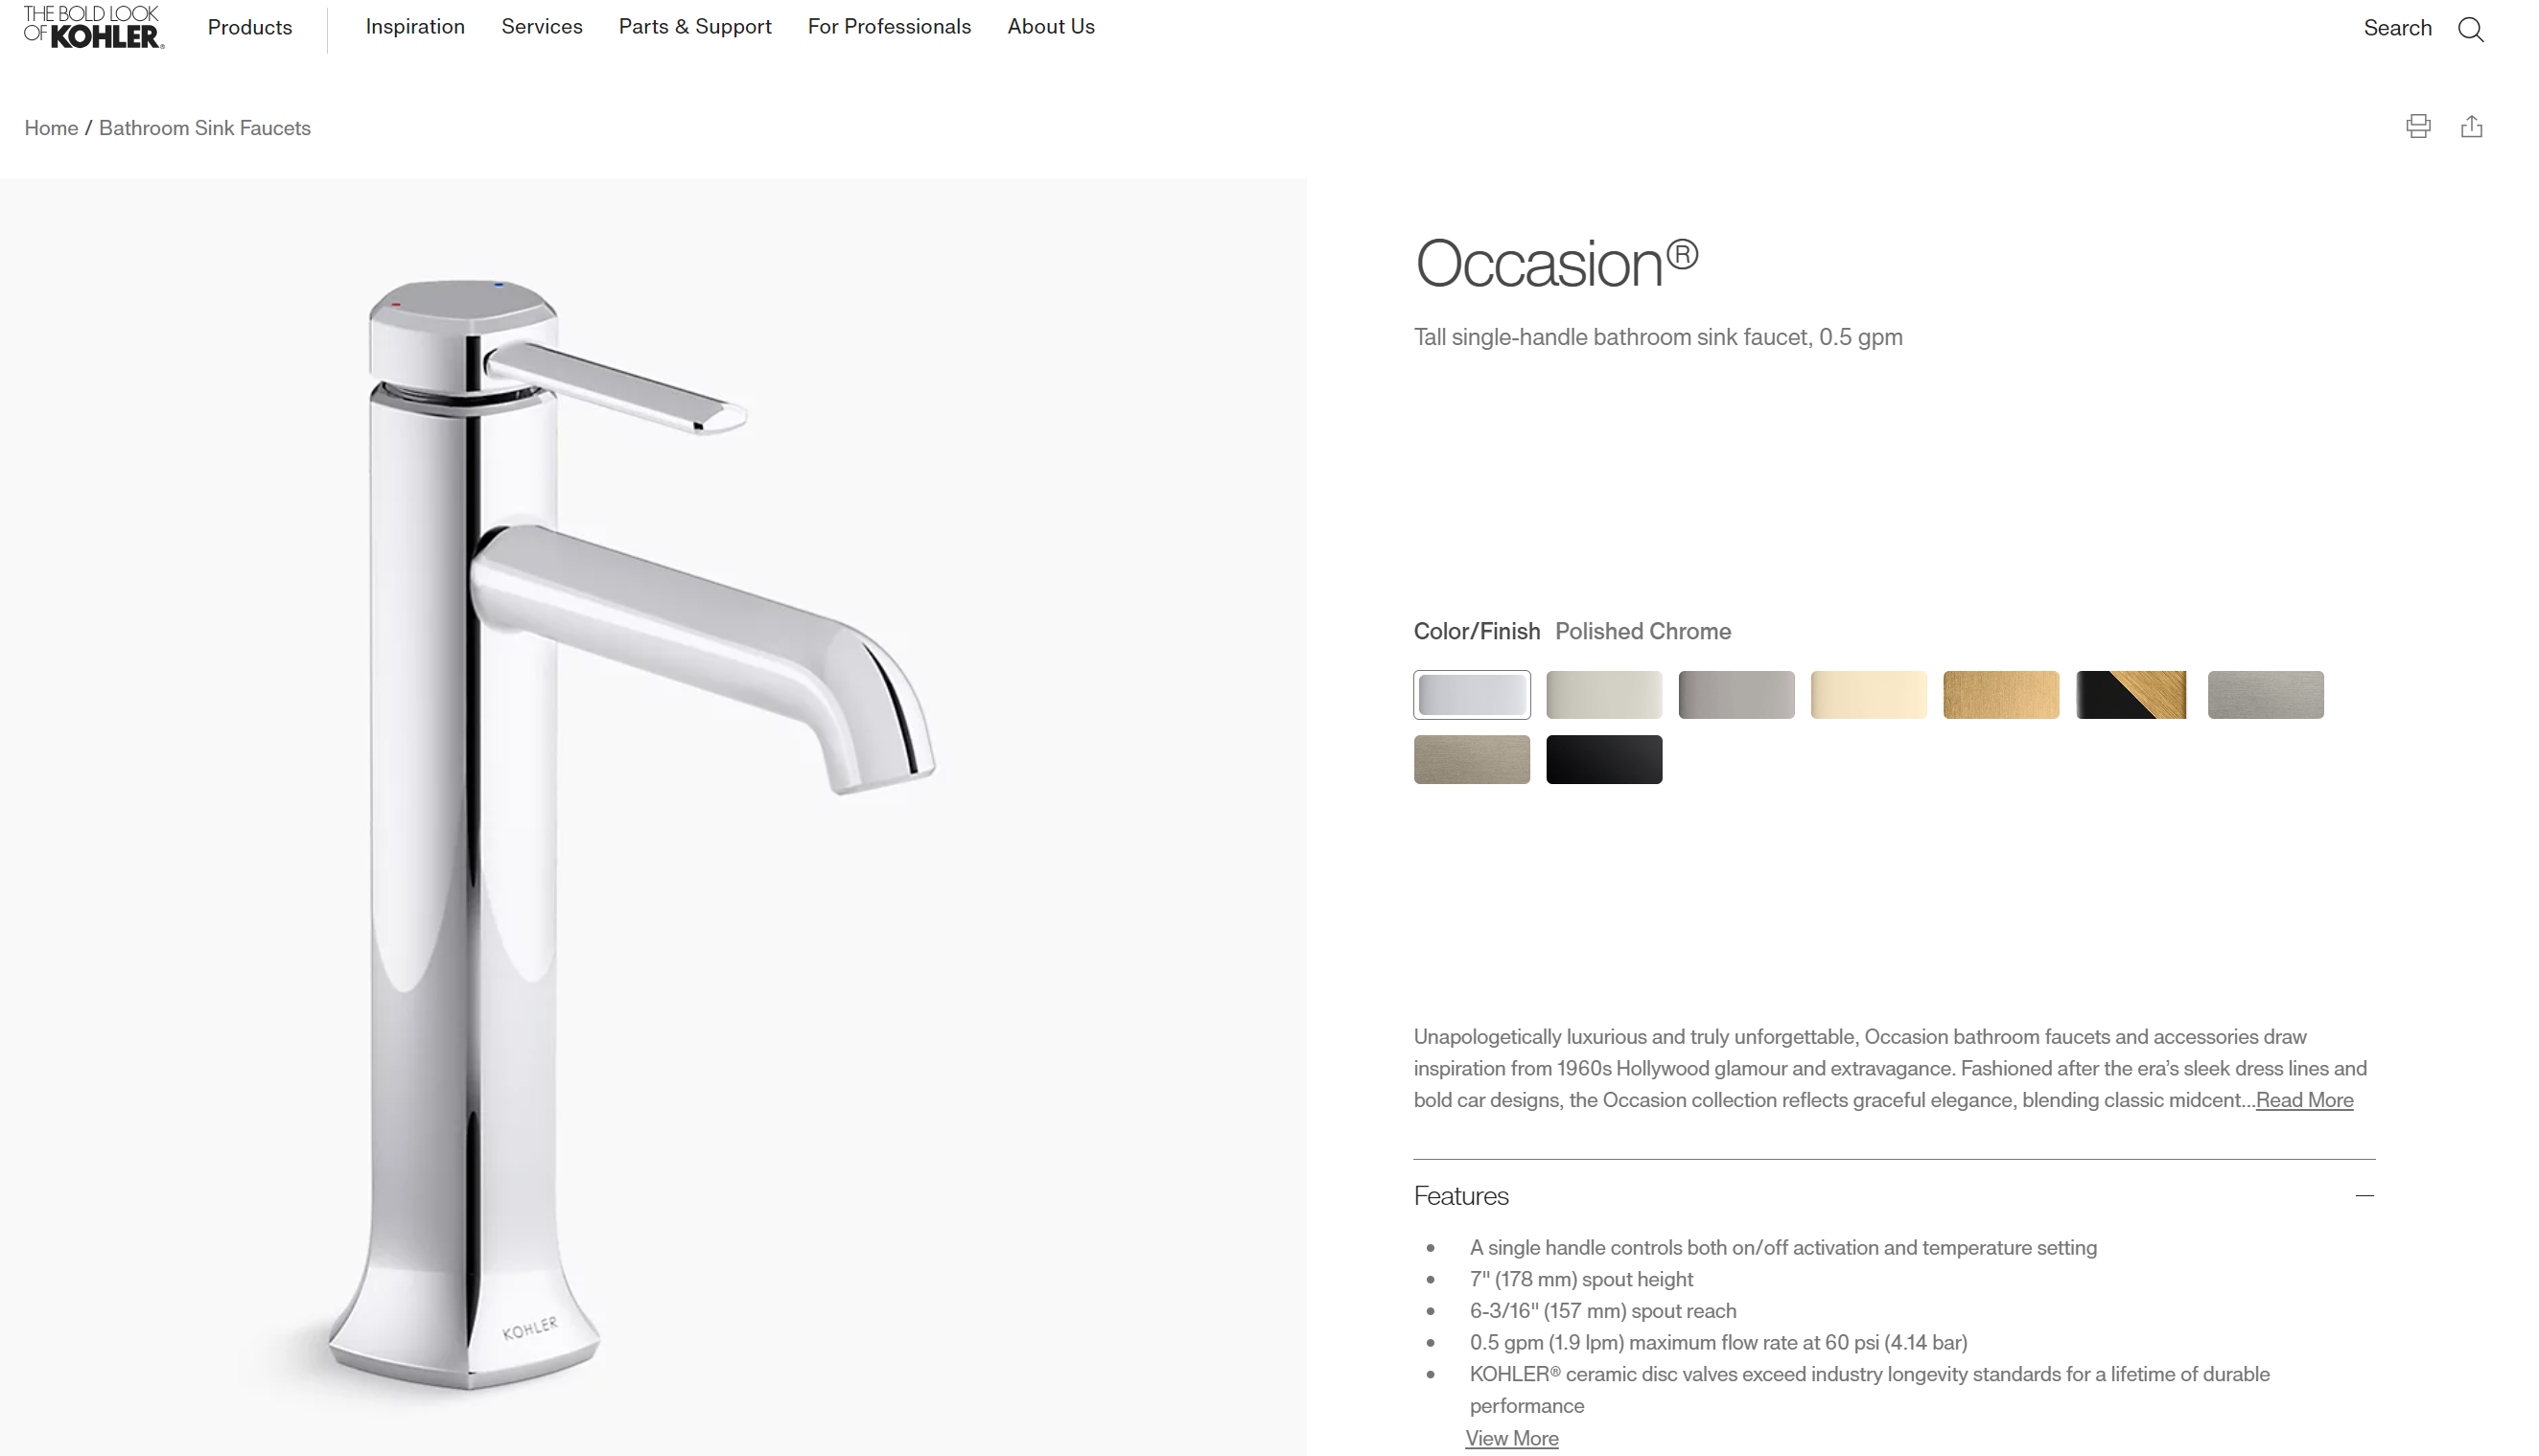 THE BOLD LOOK
OF KOHLER®
Products
Inspiration
Services
Parts & Support
For Professionals
About Us
Search
Home / Bathroom Sink Faucets
Occasion®
Tall single-handle bathroom sink faucet, 0.5 gpm
Color/Finish Polished Chrome
Unapologetically luxurious and truly unforgettable, Occasion bathroom faucets and accessories draw
inspiration from 1960s Hollywood glamour and extravagance. Fashioned after the era’s sleek dress lines and
bold car designs, the Occasion collection reflects graceful elegance, blending classic midcent...Read More
Features
• A single handle controls both on/off activation and temperature setting
• 7" (178 mm) spout height
• 6-3/16" (157 mm) spout reach
• 0.5 gpm (1.9 lpm) maximum flow rate at 60 psi (4.14 bar)
• KOHLER® ceramic disc valves exceed industry longevity standards for a lifetime of durable
performance
View More
KOHLER